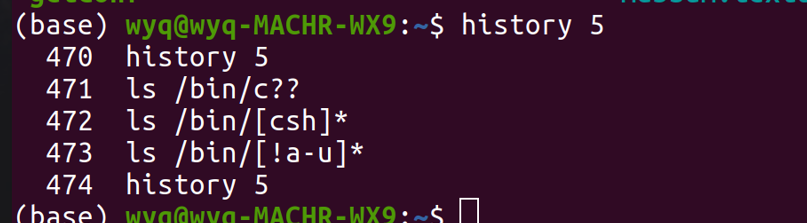 (base) wyq@wyq-MACHR-WX9:~$ history 5
470 history 5
471 ls /bin/c??
472 ls /bin/[csh]*
473 ls /bin/[!a-u]*
474 history 5
(base) wyq@wyq-MACHR-WX9:~$